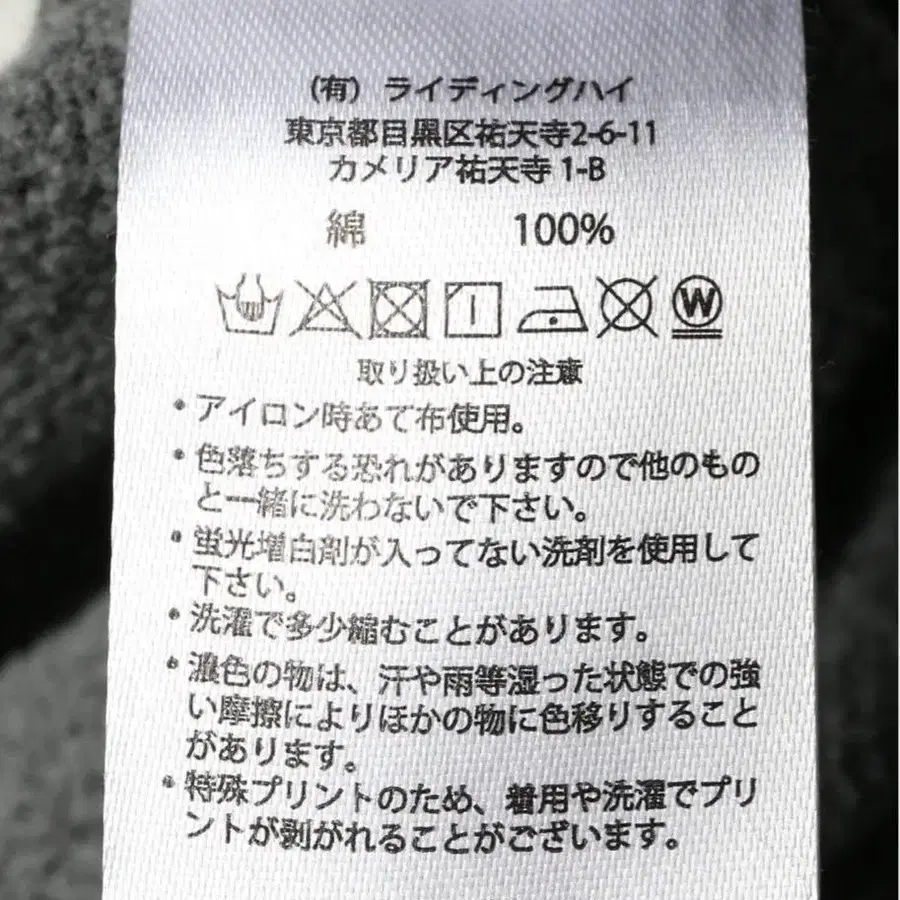 (有) ライディングハイ
東京都目黒区祐天寺2-6-11
カメリア祐天寺 1-B
綿 100%
W
取り扱い上の注意
・アイロン時あて布使用。
・色落ちする恐れがありますので他のもの
と一緒に洗わないで下さい。
・蛍光増白剤が入ってない洗剤を使用して
下さい。
・洗濯で多少縮むことがあります。
・濃色の物は、汗や雨等湿った状態での強
い摩擦によりほかの物に色移りすること
があります。
・特殊プリントのため、着用や洗濯でプリ
ントが剥がれることがございます。